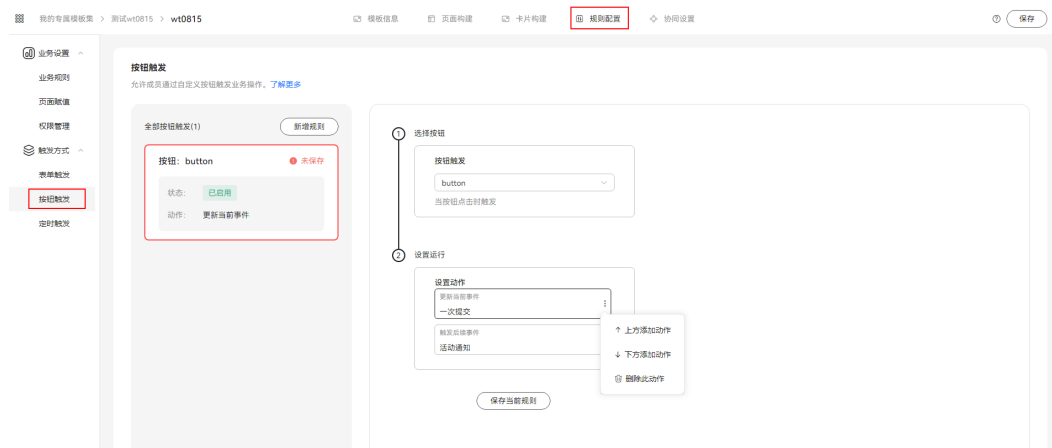 我的专属模板集 > 测试wt0815 > wt0815
模板信息
页面构建
卡片构建
规则配置
协同设置
保存
业务设置
业务规则
页面赋值
权限管理
触发方式
表单触发
按钮触发
定时触发
按钮触发
允许成员通过自定义按钮触发业务操作。了解更多
全部按钮触发(1)
新增规则
按钮: button
未保存
状态: 已启用
动作: 更新当前事件
1 选择按钮
按钮触发
button
当按钮点击时触发
2 设置运行
设置动作
更新当前事件
一次提交
触发后续事件
活动通知
上方添加动作
下方添加动作
删除此动作
保存当前规则